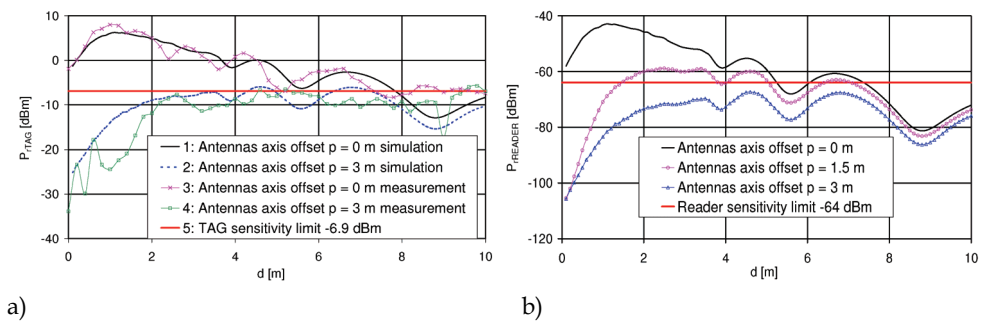 10
0
-10
-20
-30
-40
P_rTAG [dBm]
0
2
4
6
8
10
d [m]
1: Antennas axis offset p = 0 m simulation
2: Antennas axis offset p = 3 m simulation
3: Antennas axis offset p = 0 m measurement
4: Antennas axis offset p = 3 m measurement
5: TAG sensitivity limit -6.9 dBm
a)
-40
-60
-80
-100
-120
PrREADER [dBm]
0
2
4
6
8
10
d [m]
Antennas axis offset p = 0 m
Antennas axis offset p = 1.5 m
Antennas axis offset p = 3 m
Reader sensitivity limit -64 dBm
b)